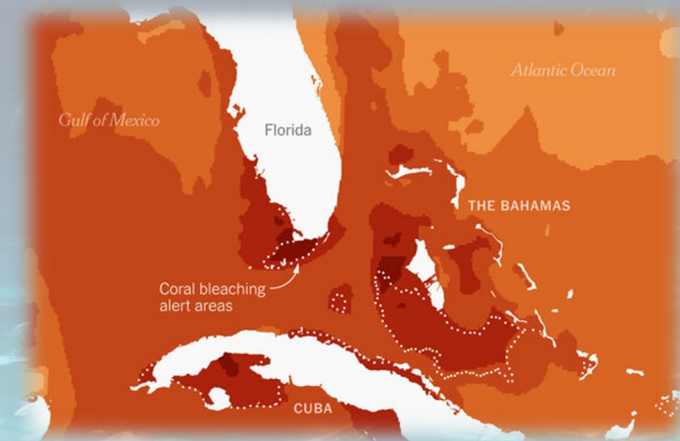 Atlantic Ocean
Gulf of Mexico
Florida
THE BAHAMAS
Coral bleaching
alert areas
CUBA